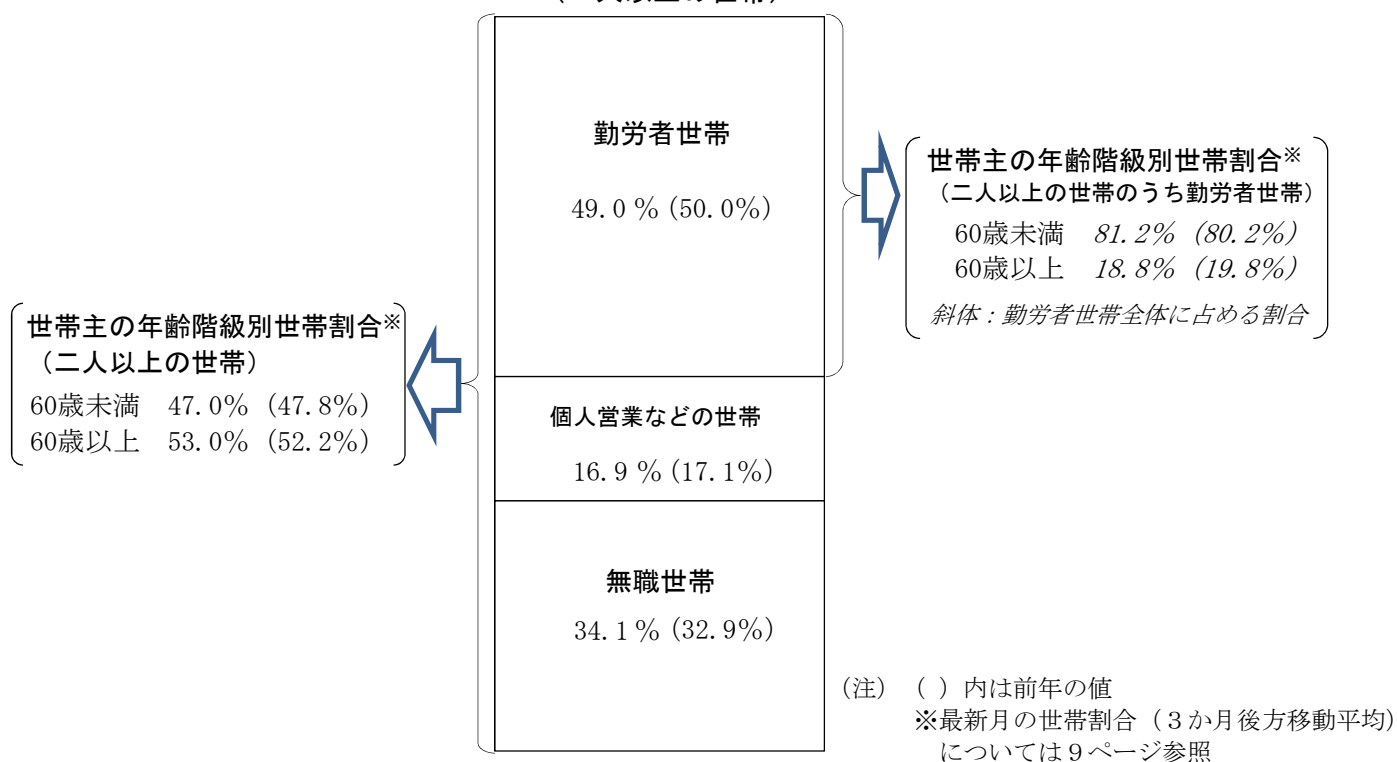 勤労者世帯
49.0％(50.0%)
世帯主の年齢階級別世帯割合※
（二人以上の世帯のうち勤労者世帯）
60歳未満　81.2%（80.2%）
60歳以上　18.8%（19.8%）
斜体：勤労者世帯全体に占める割合
世帯主の年齢階級別世帯割合※
（二人以上の世帯）
60歳未満　47.0%（47.8%）
60歳以上　53.0%（52.2%）
個人営業などの世帯
16.9％(17.1%)
無職世帯
34.1％(32.9%)
（注）（ ）内は前年の値
※最新月の世帯割合（３か月後方移動平均）
については９ページ参照